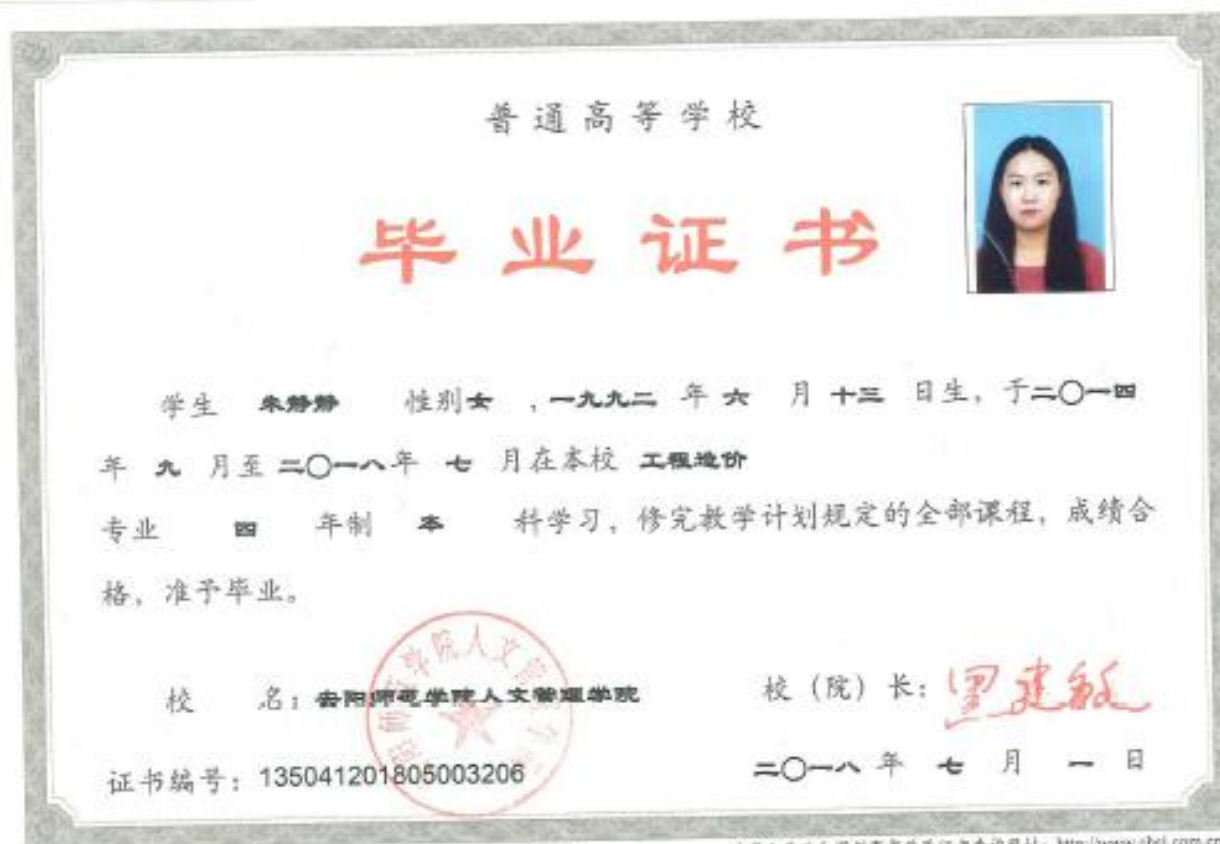 普通高等学校
毕业证书
学生 朱静静 性别女 ，一九九二 年 六 月 十三 日生，于二〇一四
年 九 月至 二〇一八年 七 月在本校 工程造价
专业 四 年制 本 科学习，修完教学计划规定的全部课程，成绩合
格，准予毕业。
校 名：安阳师范学院人文管理学院
校（院）长：
证书编号：135041201805003206
二〇一八 年 七 月 一 日
http://www.chsi.com.cn